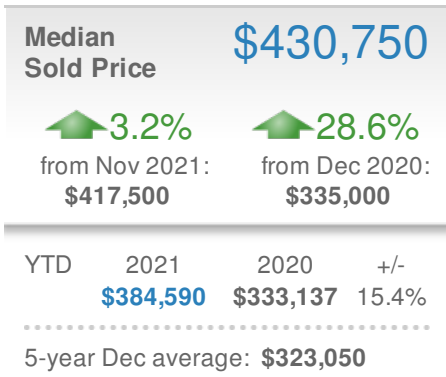 Median $430,750
Sold Price
3.2% 28.6%
from Nov 2021: from Dec 2020:
$417,500 $335,000
YTD 2021 2020 +/-
$384,590 $333,137 15.4%
5-year Dec average: $323,050